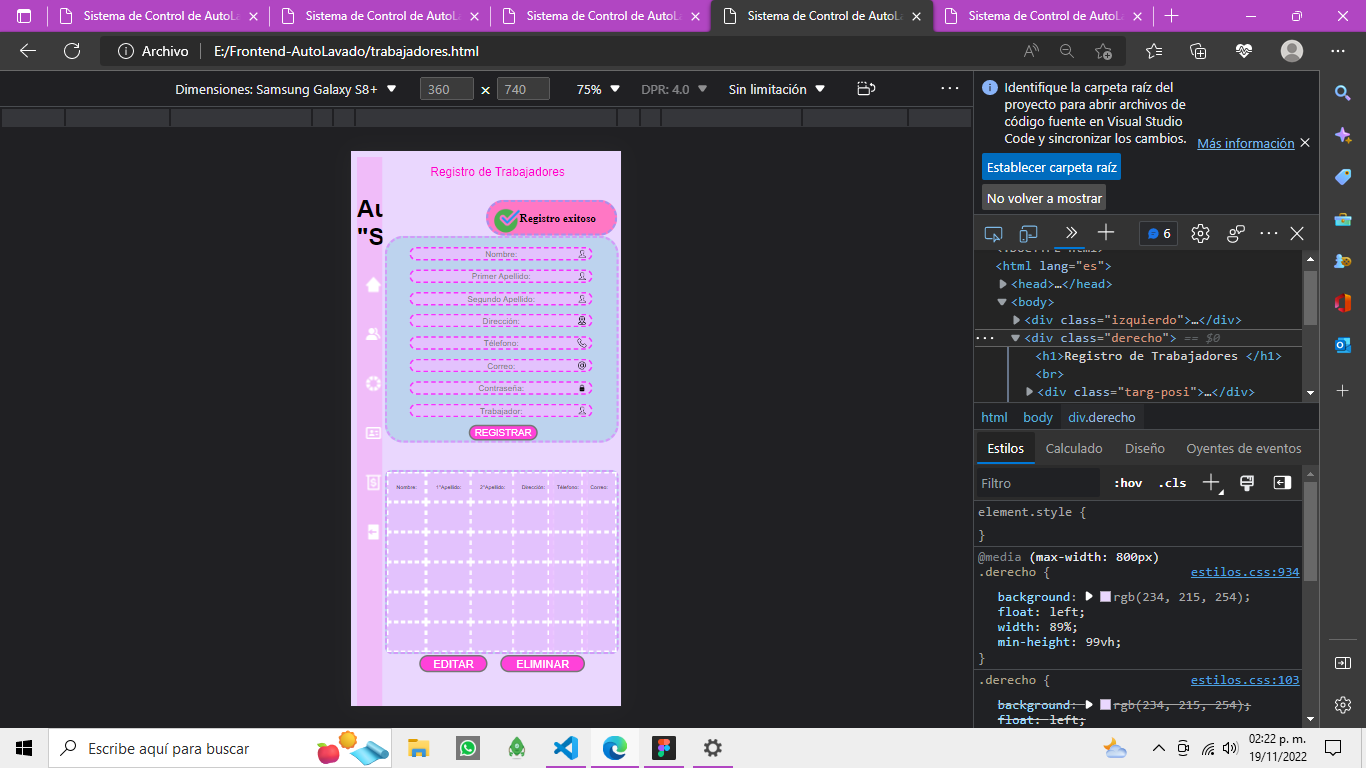 Sistema de Control de AutoLa
Sistema de Control de AutoLa
Sistema de Control de AutoLa
Sistema de Control de AutoLa
Sistema de Control de AutoLa
Archivo
E:/Frontend-AutoLavado/trabajadores.html
Dimensiones: Samsung Galaxy S8+
360 × 740
75%
DPR: 4.0
Sin limitación
Registro de Trabajadores
Au
"S
Registro exitoso
Nombre:
Primer Apellido:
Segundo Apellido:
Dirección:
Télefono:
Correo:
Contraseña:
Trabajador:
REGISTRAR
Nombre: 1°Apellido: 2°Apellido: Dirección: Télefono: Correo:
EDITAR ELIMINAR
Identifique la carpeta raíz del
proyecto para abrir archivos de
código fuente en Visual Studio
Code y sincronizar los cambios.
Más información
Establecer carpeta raíz
No volver a mostrar
6
<!DOCTYPE html>
<html lang="es">
<head>…</head>
<body>
<div class="izquierdo">…</div>
<div class="derecho"> == $0
<h1>Registro de Trabajadores </h1>
<br>
<div class="targ-posi">…</div>
html body div.derecho
Estilos Calculado Diseño Oyentes de eventos
Filtro :hov .cls
element.style {
}
@media (max-width: 800px)
.derecho { estilos.css:934
background: rgb(234, 215, 254);
float: left;
width: 89%;
min-height: 99vh;
}
.derecho { estilos.css:103
background: rgb(234, 215, 254);
float: left;
Escribe aquí para buscar
02:22 p. m.
19/11/2022